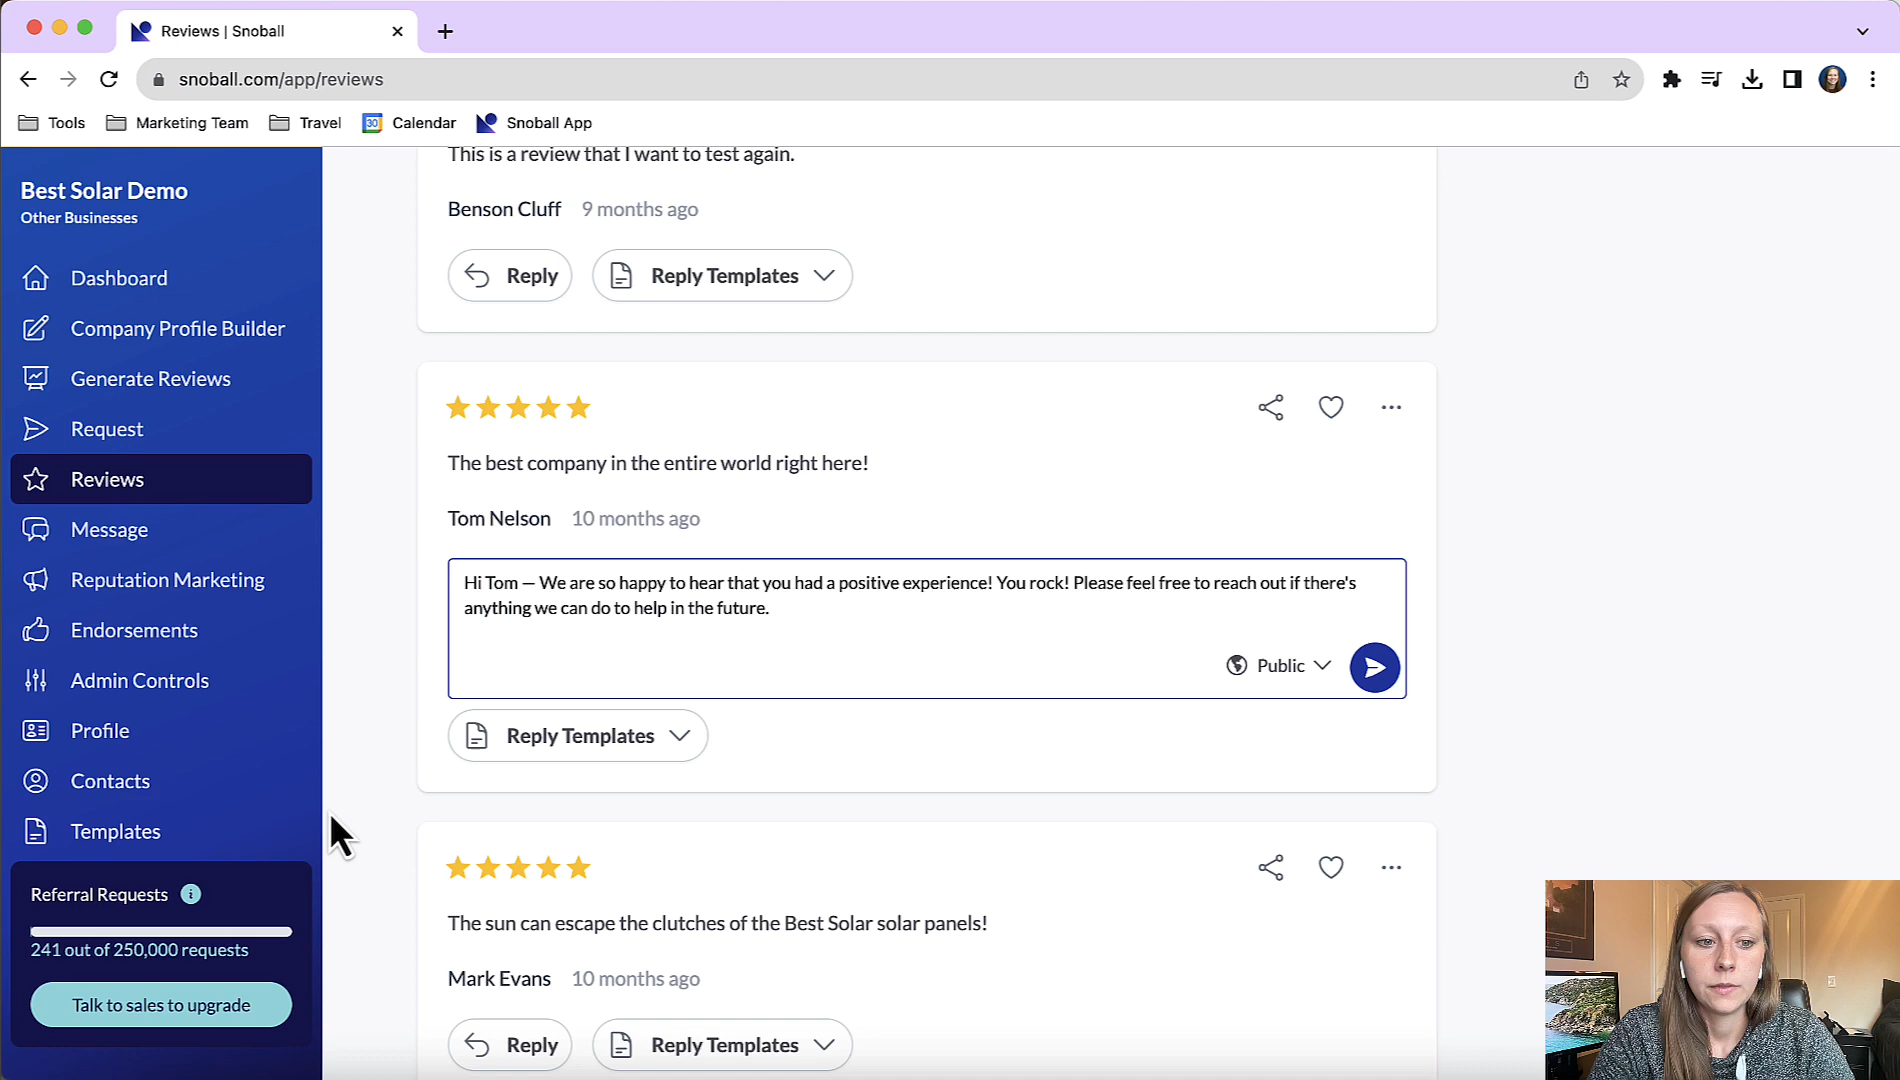 Reviews | Snoball
snoball.com/app/reviews
Tools Marketing Team Travel 30 Calendar Snoball App
Best Solar Demo
Other Businesses
Dashboard
Company Profile Builder
Generate Reviews
Request
Reviews
Message
Reputation Marketing
Endorsements
Admin Controls
Profile
Contacts
Templates
Referral Requests i
241 out of 250,000 requests
Talk to sales to upgrade
This is a review that I want to test again.
Benson Cluff 9 months ago
Reply Reply Templates
The best company in the entire world right here!
Tom Nelson 10 months ago
Hi Tom — We are so happy to hear that you had a positive experience! You rock! Please feel free to reach out if there's
anything we can do to help in the future.
Public
Reply Templates
The sun can escape the clutches of the Best Solar solar panels!
Mark Evans 10 months ago
Reply Reply Templates